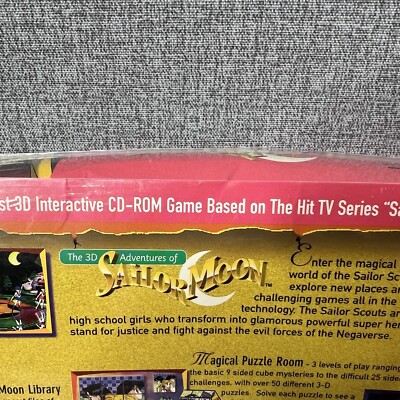 3D Interactive CD-ROM Game Based on The Hit TV Series "Sa
The 3D Adventures of
SAILOR MOON™
Enter the magical
world of the Sailor Sc
explore new places a
challenging games all in the
technology. The Sailor Scouts ar
high school girls who transform into glamorous powerful super her
stand for justice and fight against the evil forces of the Negaverse.
Magical Puzzle Room - 3 levels of play ranging
the basic 9 sided cube mysteries to the difficult 25 side
challenges, with over 50 different 3-D
puzzles. Solve each puzzle to see a
Moon Library